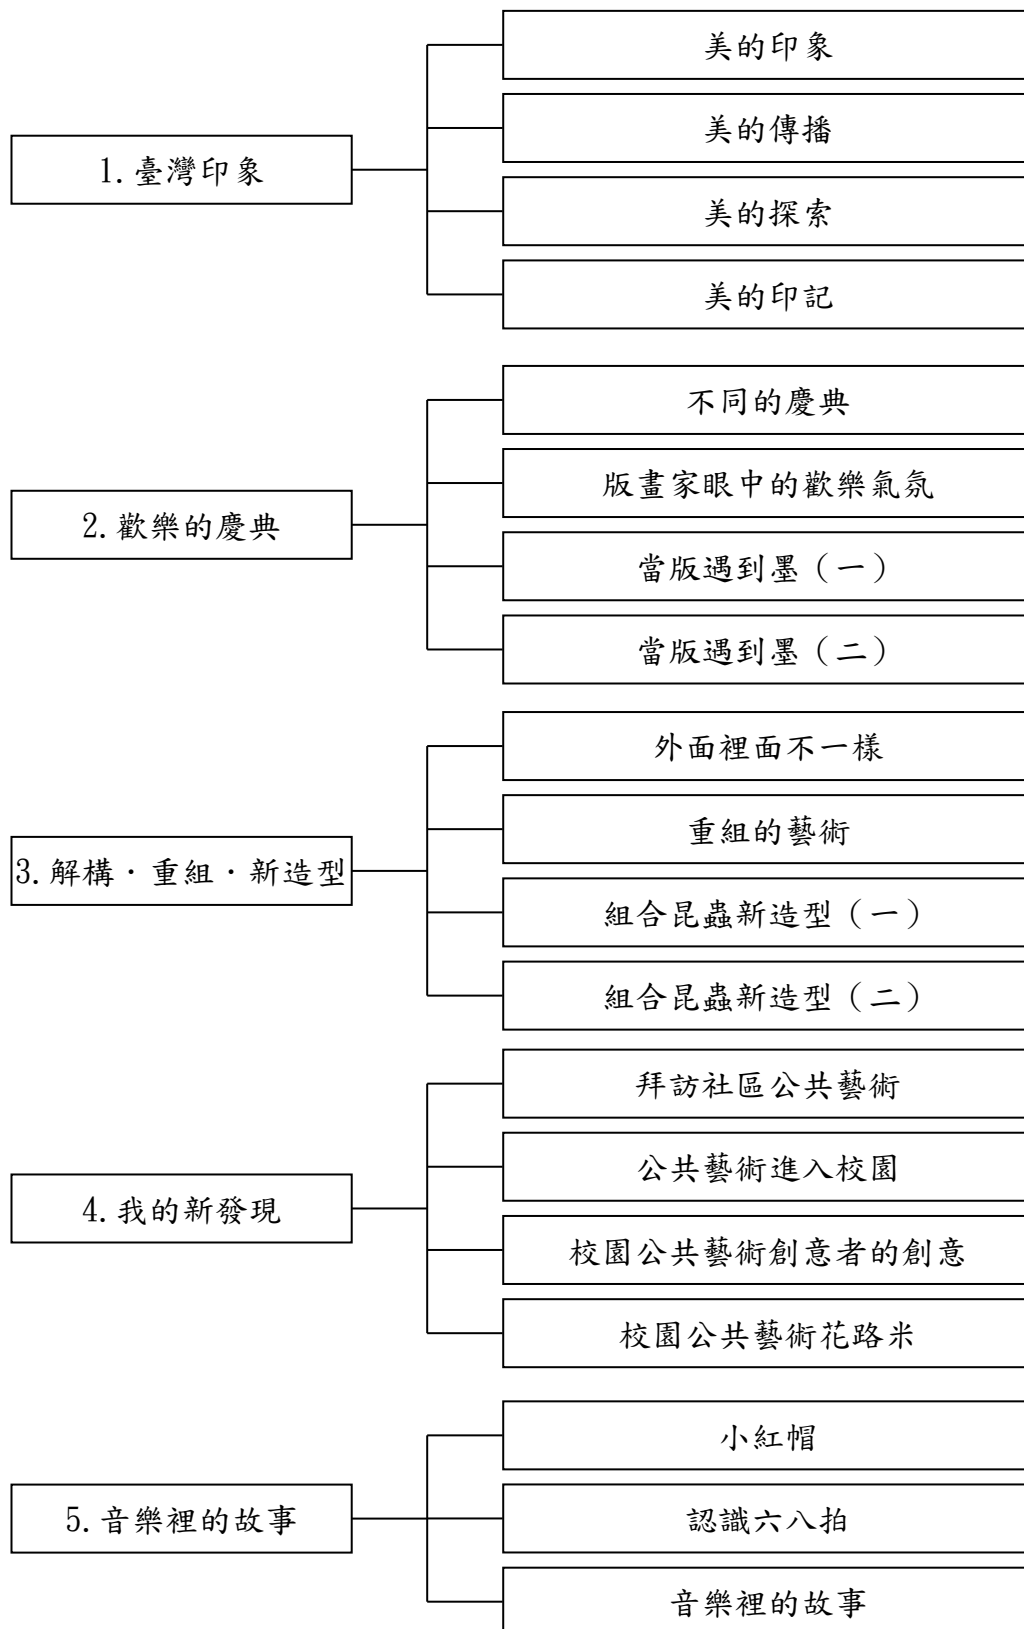 1.臺灣印象
美的印象
美的傳播
美的探索
美的印記
2.歡樂的慶典
不同的慶典
版畫家眼中的歡樂氣氛
當版遇到墨（一）
當版遇到墨（二）
3.解構‧重組‧新造型
外面裡面不一樣
重組的藝術
組合昆蟲新造型（一）
組合昆蟲新造型（二）
4.我的新發現
拜訪社區公共藝術
公共藝術進入校園
校園公共藝術創意者的創意
校園公共藝術花路米
5.音樂裡的故事
小紅帽
認識六八拍
音樂裡的故事